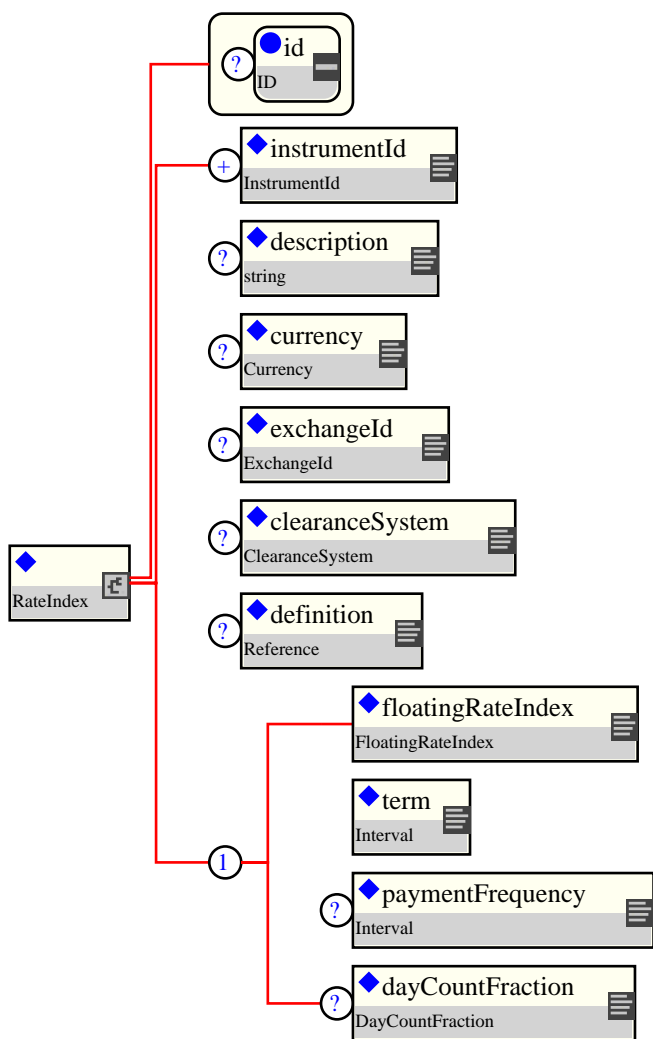 ?
id
ID
+
instrumentId
InstrumentId
?
description
string
?
currency
Currency
?
exchangeId
ExchangeId
?
clearanceSystem
ClearanceSystem
RateIndex
?
definition
Reference
floatingRateIndex
FloatingRateIndex
term
Interval
1
?
paymentFrequency
Interval
?
dayCountFraction
DayCountFraction